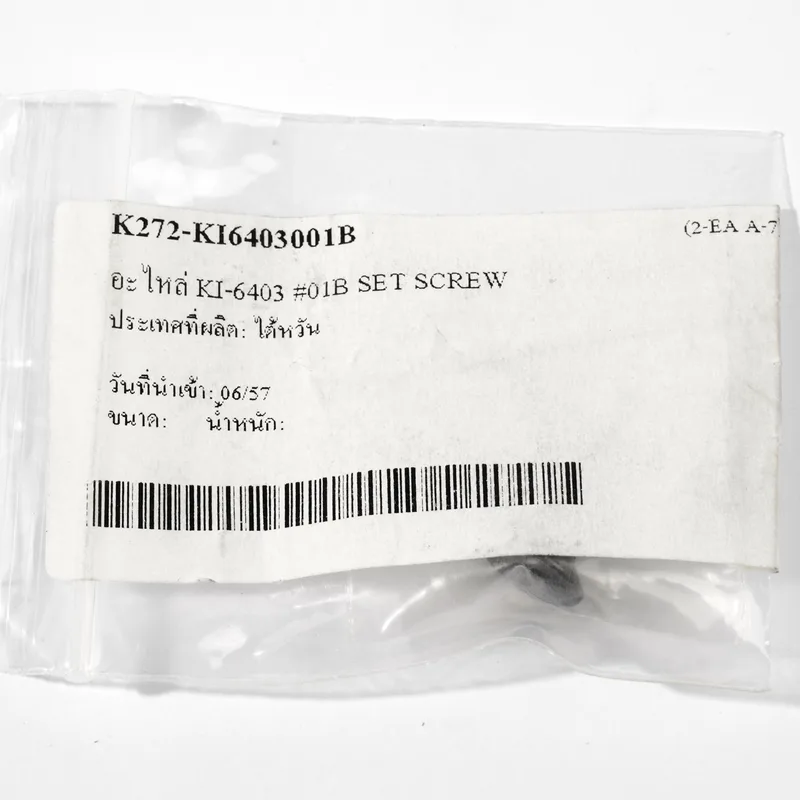 K272-KI6403001B (2-EA A-7
อะไหล่ KI-6403 #01B SET SCREW
ประเทศที่ผลิต: ไต้หวัน
วันที่นำเข้า: 06/57
ขนาด: น้ำหนัก: